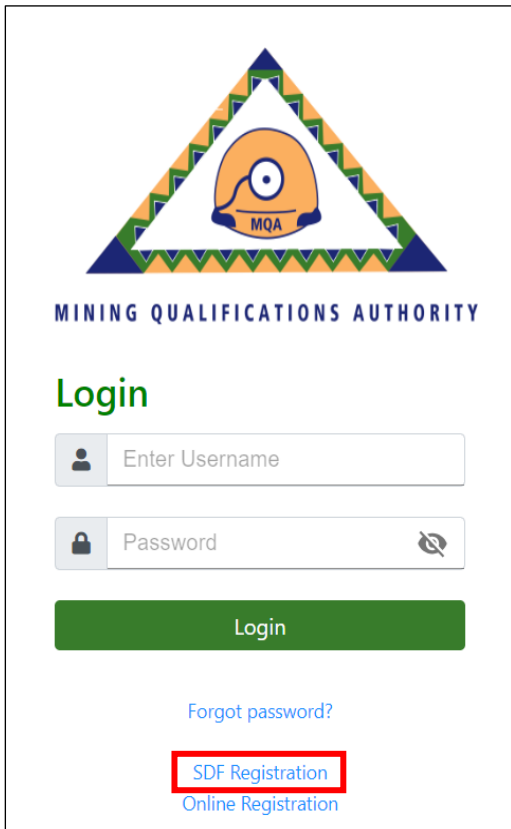 MQA
MINING QUALIFICATIONS AUTHORITY
Login
Enter Username
Password
Login
Forgot password?
SDF Registration
Online Registration